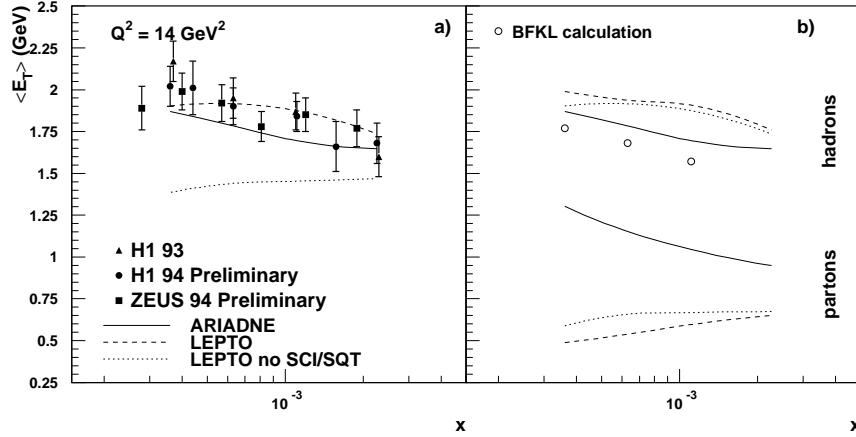 <E_T> (GeV)
2.5
2.25
2
1.75
1.5
1.25
1
0.75
0.5
0.25
Q² = 14 GeV²
a)
H1 93
H1 94 Preliminary
ZEUS 94 Preliminary
ARIADNE
LEPTO
LEPTO no SCI/SQT
10⁻³
x
BFKL calculation
b)
hadrons
partons
10⁻³
x